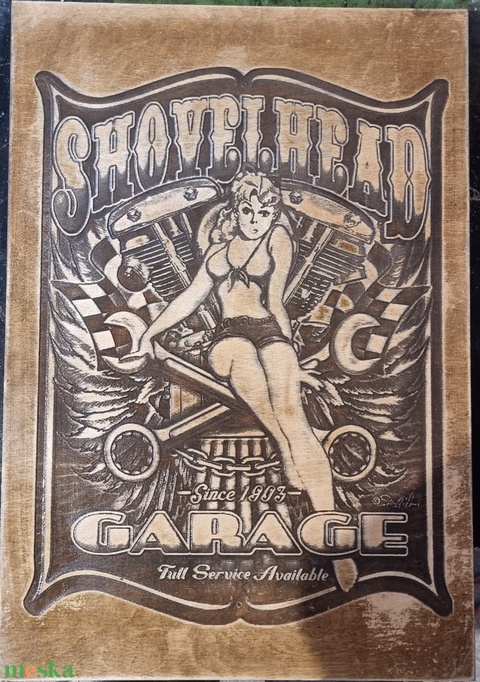 SHOVELHEAD
Since 1903
GARAGE
Full Service Available
meska